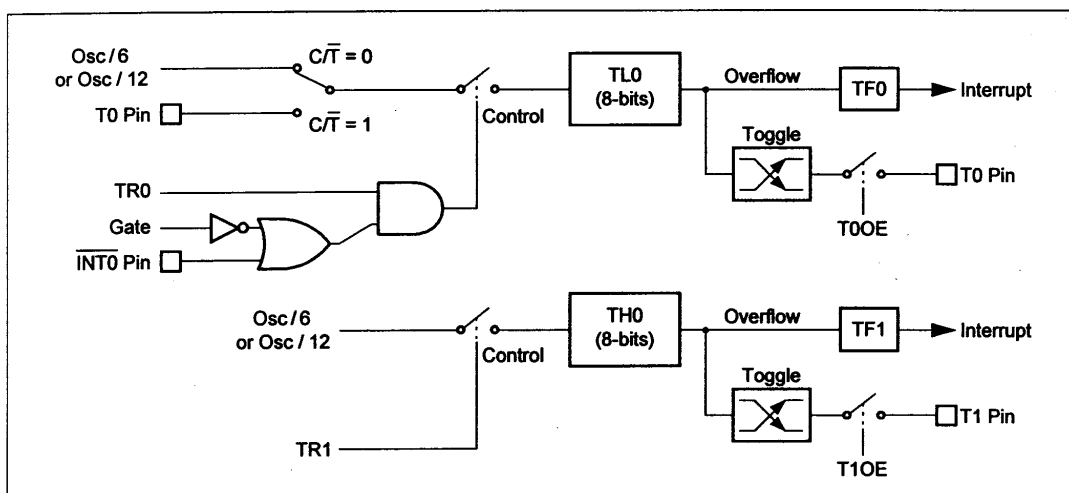 Osc / 6
or Osc / 12
C/T̅ = 0
T0 Pin
C/T̅ = 1
Control
TL0
(8-bits)
Overflow
TF0
Interrupt
Toggle
T0 Pin
T0OE
TR0
Gate
I̅N̅T̅0̅ Pin
Osc / 6
or Osc / 12
Control
TH0
(8-bits)
Overflow
TF1
Interrupt
Toggle
T1 Pin
T1OE
TR1